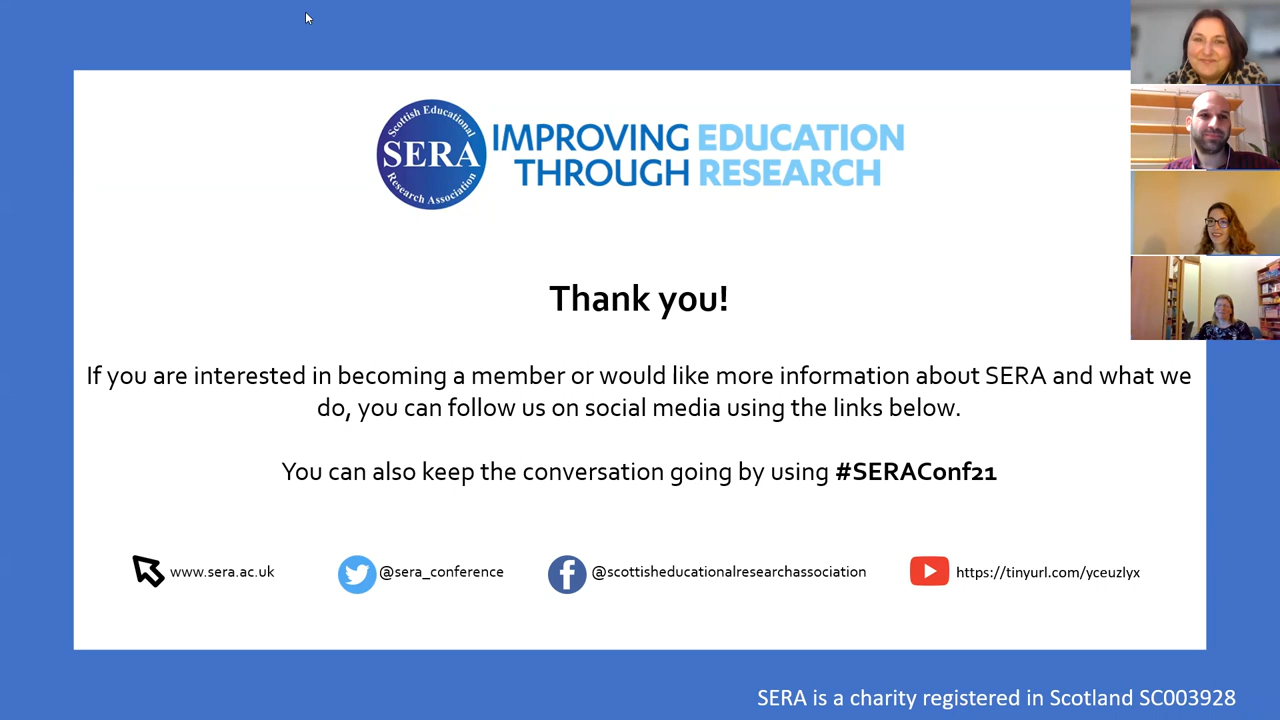 Scottish Educational
SERA
Research Association
IMPROVING EDUCATION
THROUGH RESEARCH
Thank you!
If you are interested in becoming a member or would like more information about SERA and what we
do, you can follow us on social media using the links below.
You can also keep the conversation going by using #SERAConf21
www.sera.ac.uk
@sera_conference
@scottisheducationalresearchassociation
https://tinyurl.com/yceuzlyx
SERA is a charity registered in Scotland SC003928